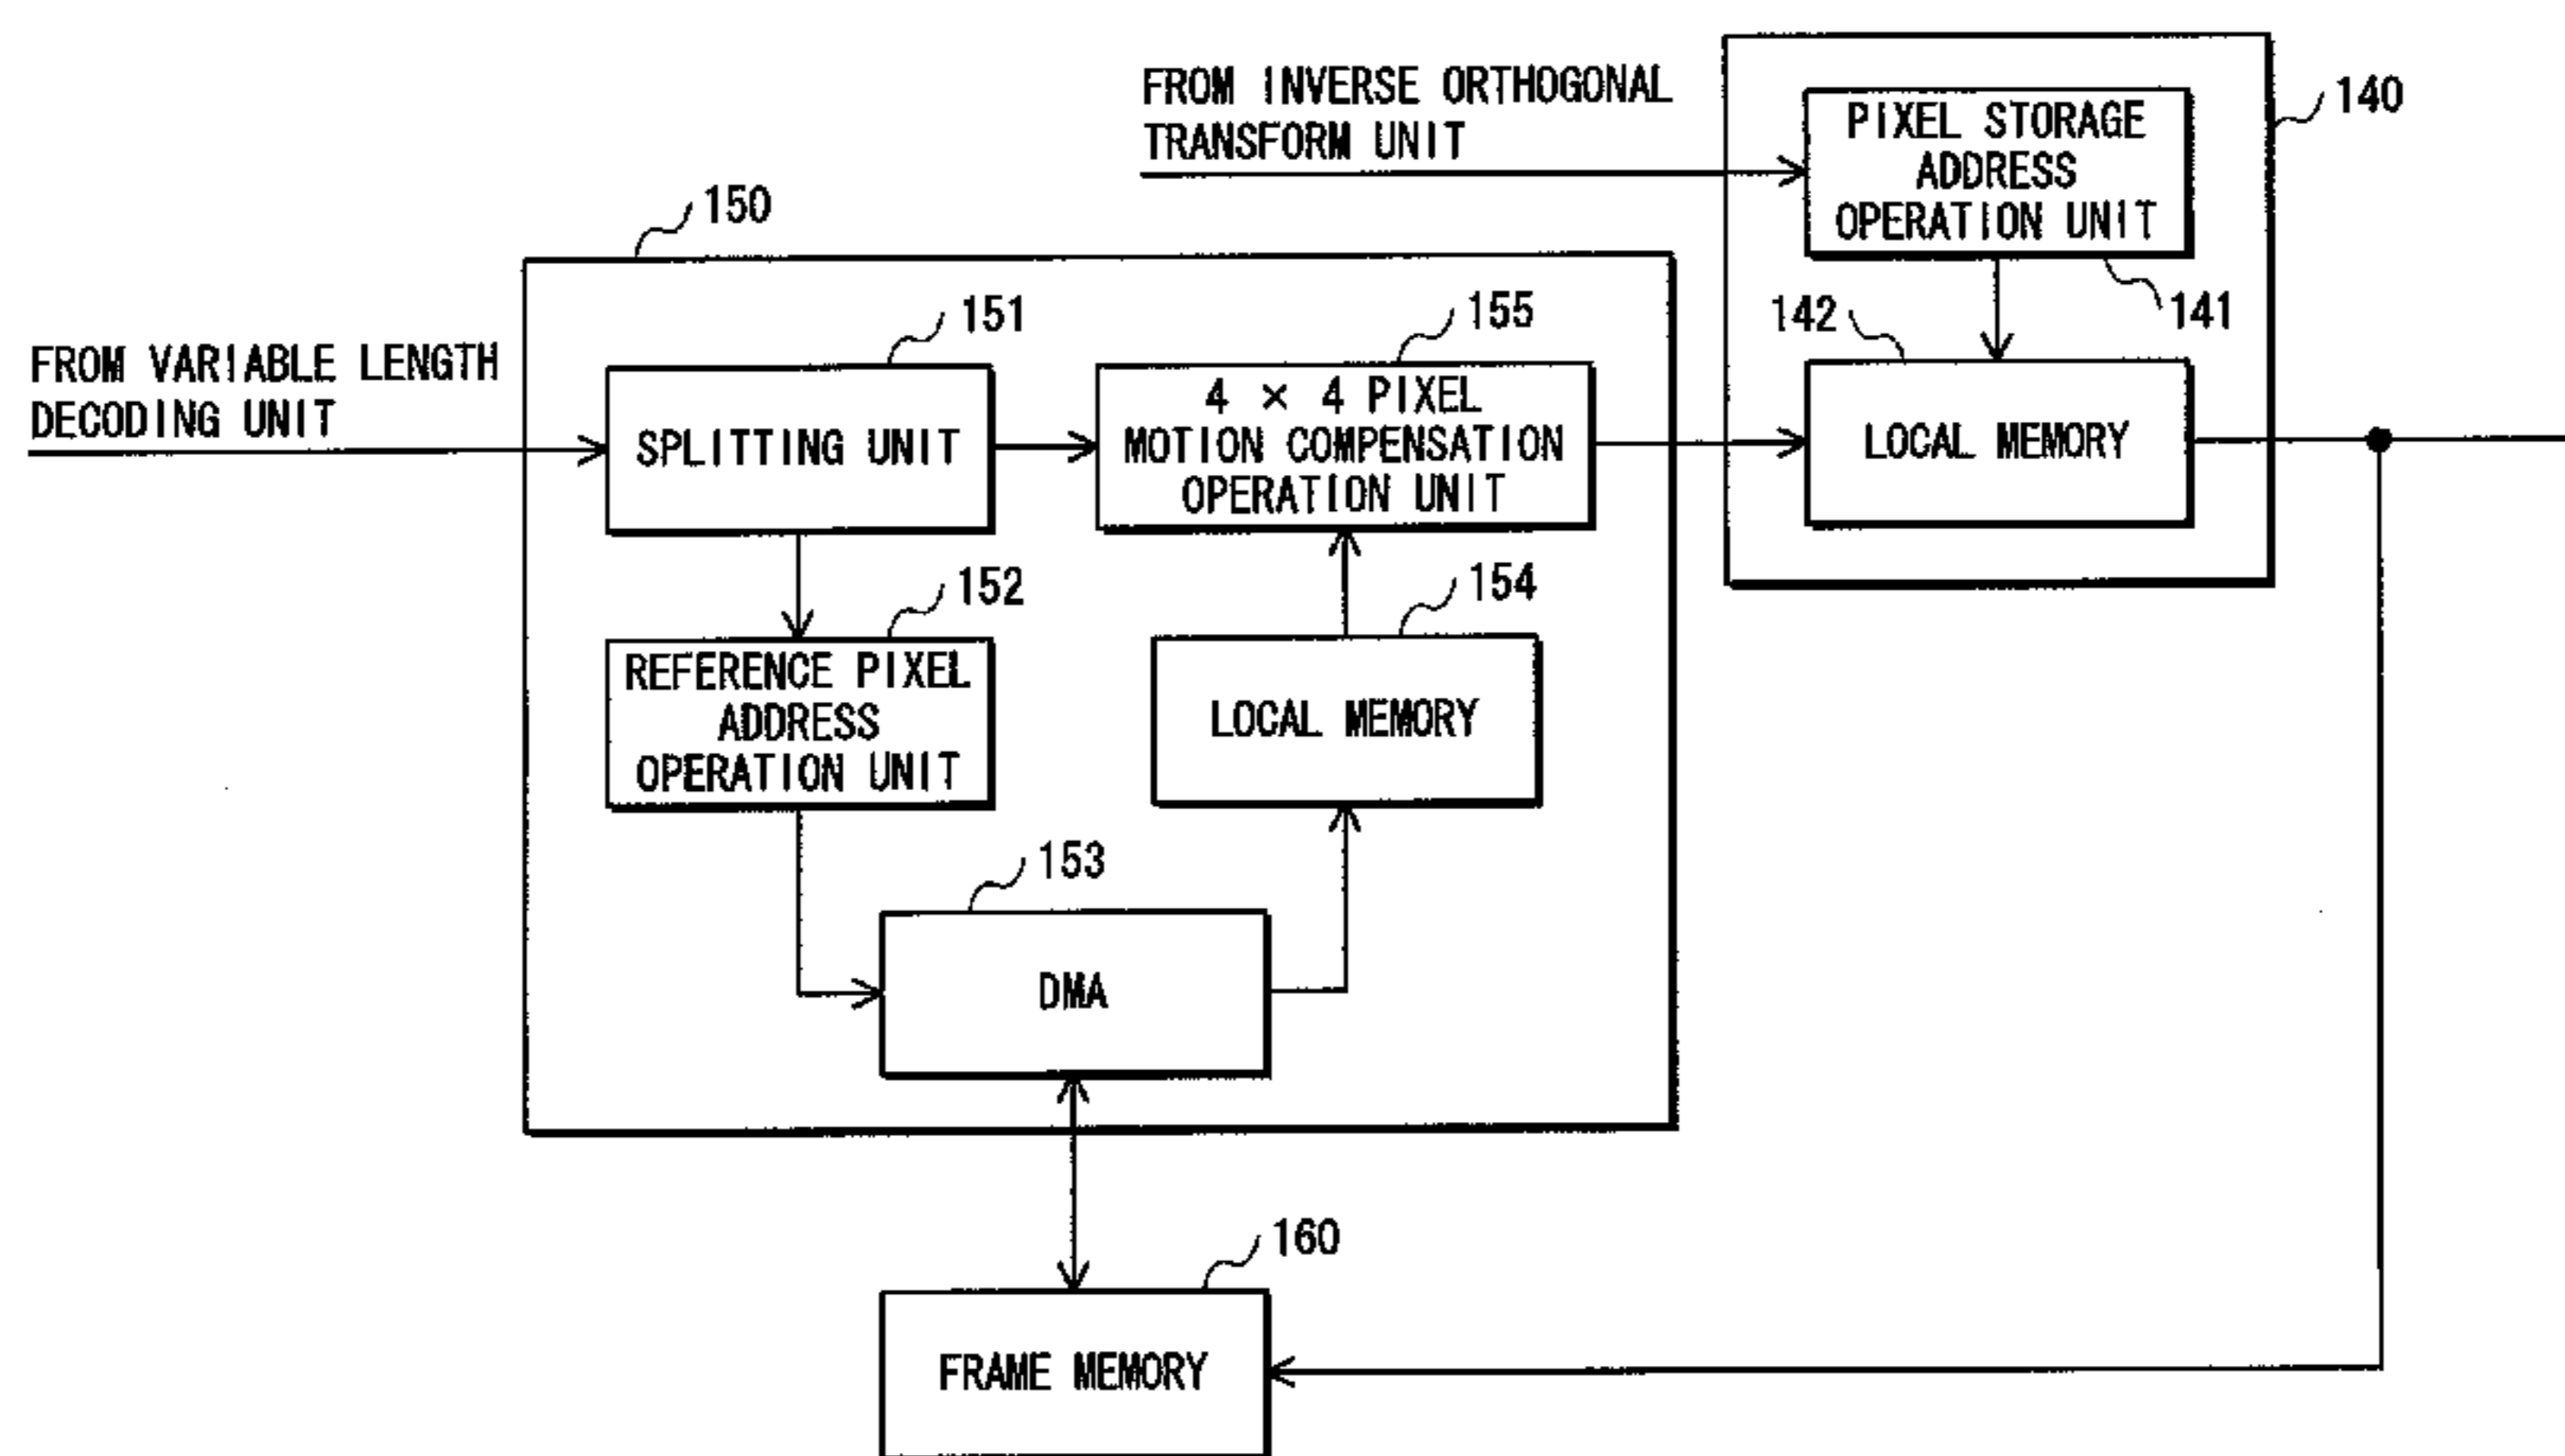 FROM INVERSE ORTHOGONAL
TRANSFORM UNIT
PIXEL STORAGE
ADDRESS
OPERATION UNIT
140
141
150
FROM VARIABLE LENGTH
DECODING UNIT
151
SPLITTING UNIT
155
4 × 4 PIXEL
MOTION COMPENSATION
OPERATION UNIT
142
LOCAL MEMORY
152
REFERENCE PIXEL
ADDRESS
OPERATION UNIT
154
LOCAL MEMORY
153
DMA
160
FRAME MEMORY